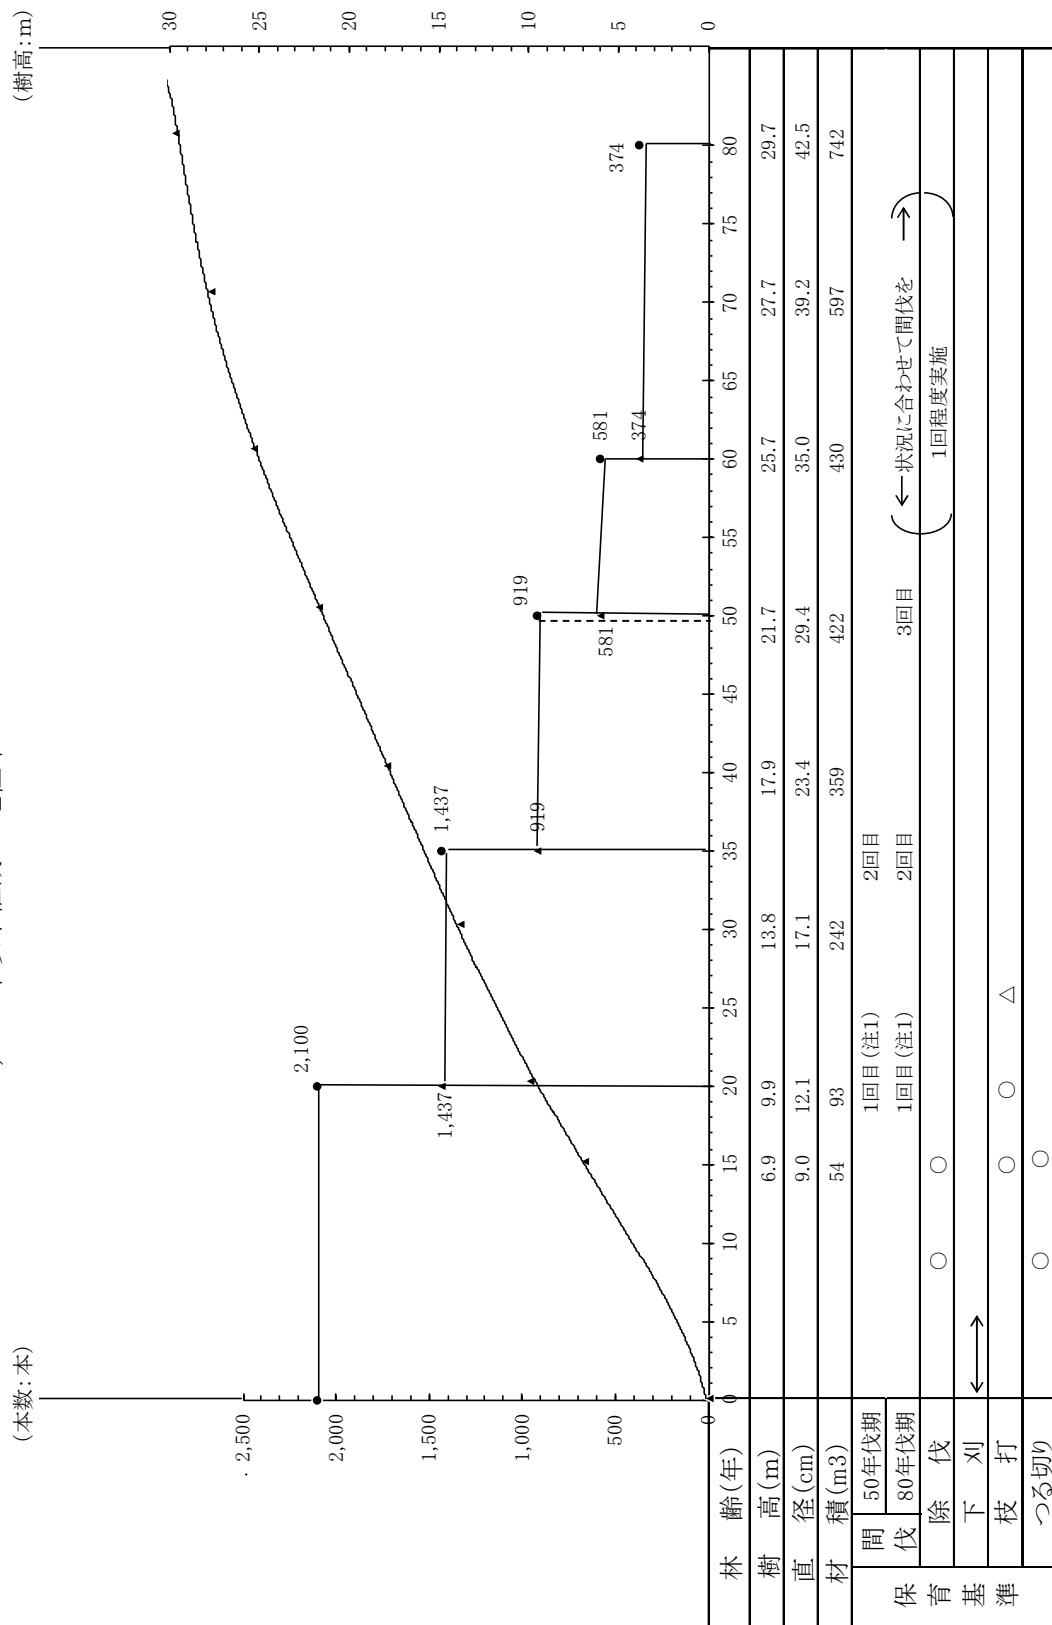 (本数:本)
(樹高:m)
2,500
2,000
1,500
1,000
500
0
30
25
20
15
10
5
0
2,100
1,437
1,437
919
919
581
581
374
374
林 齢(年) 0 5 10 15 20 25 30 35 40 45 50 55 60 65 70 75 80
樹 高(m) 6.9 9.9 13.8 17.9 21.7 25.7 27.7 29.7
直 径(cm) 9.0 12.1 17.1 23.4 29.4 35.0 39.2 42.5
材 積(m3) 54 93 242 359 422 430 597 742
保育基準
間伐
50年伐期 1回目(注1) 2回目
80年伐期 1回目(注1) 2回目 3回目 ←状況に合わせて間伐を →
1回程度実施
除 伐 ○ ○
下 刈 ↔
枝 打 ○ ○ △
つる切り ○ ○